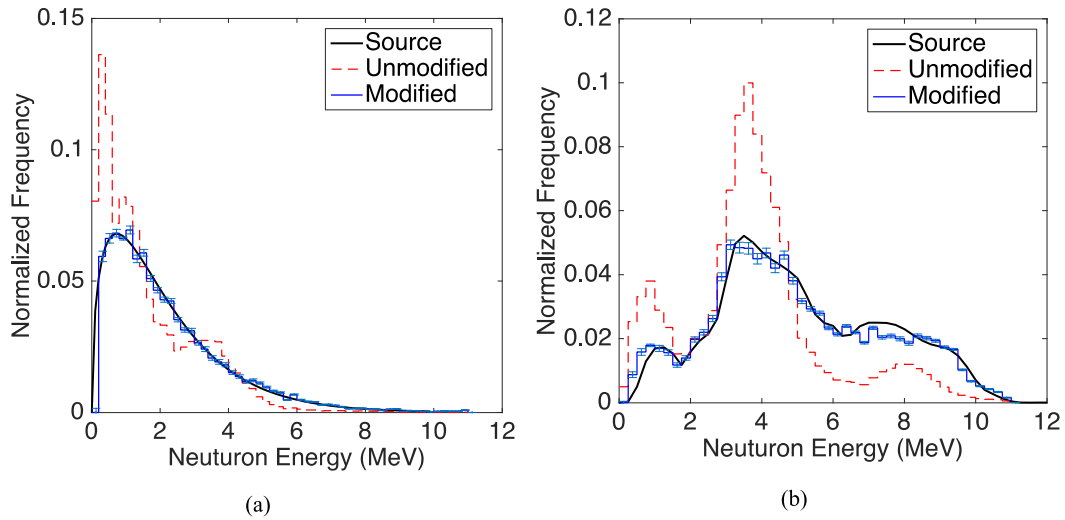 0.15
0.1
0.05
0
Normalized Frequency
Source
Unmodified
Modified
0 2 4 6 8 10 12
Neuturon Energy (MeV)
(a)
0.12
0.1
0.08
0.06
0.04
0.02
0
Normalized Frequency
Source
Unmodified
Modified
0 2 4 6 8 10 12
Neuturon Energy (MeV)
(b)